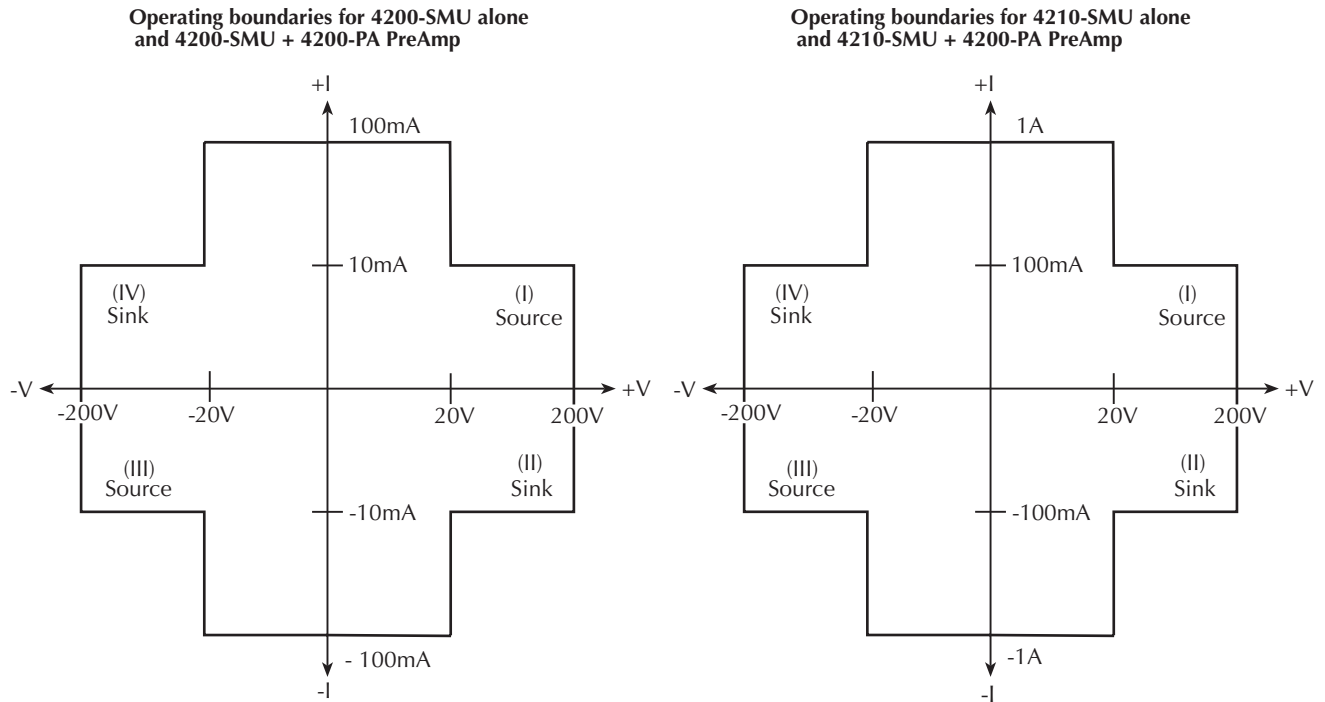 Operating boundaries for 4200-SMU alone
and 4200-SMU + 4200-PA PreAmp
+I
100mA
10mA
(IV)
Sink
(I)
Source
-V
+V
-200V
-20V
20V
200V
(III)
Source
(II)
Sink
-10mA
- 100mA
-I
Operating boundaries for 4210-SMU alone
and 4210-SMU + 4200-PA PreAmp
+I
1A
100mA
(IV)
Sink
(I)
Source
-V
+V
-200V
-20V
20V
200V
(III)
Source
(II)
Sink
-100mA
-1A
-I